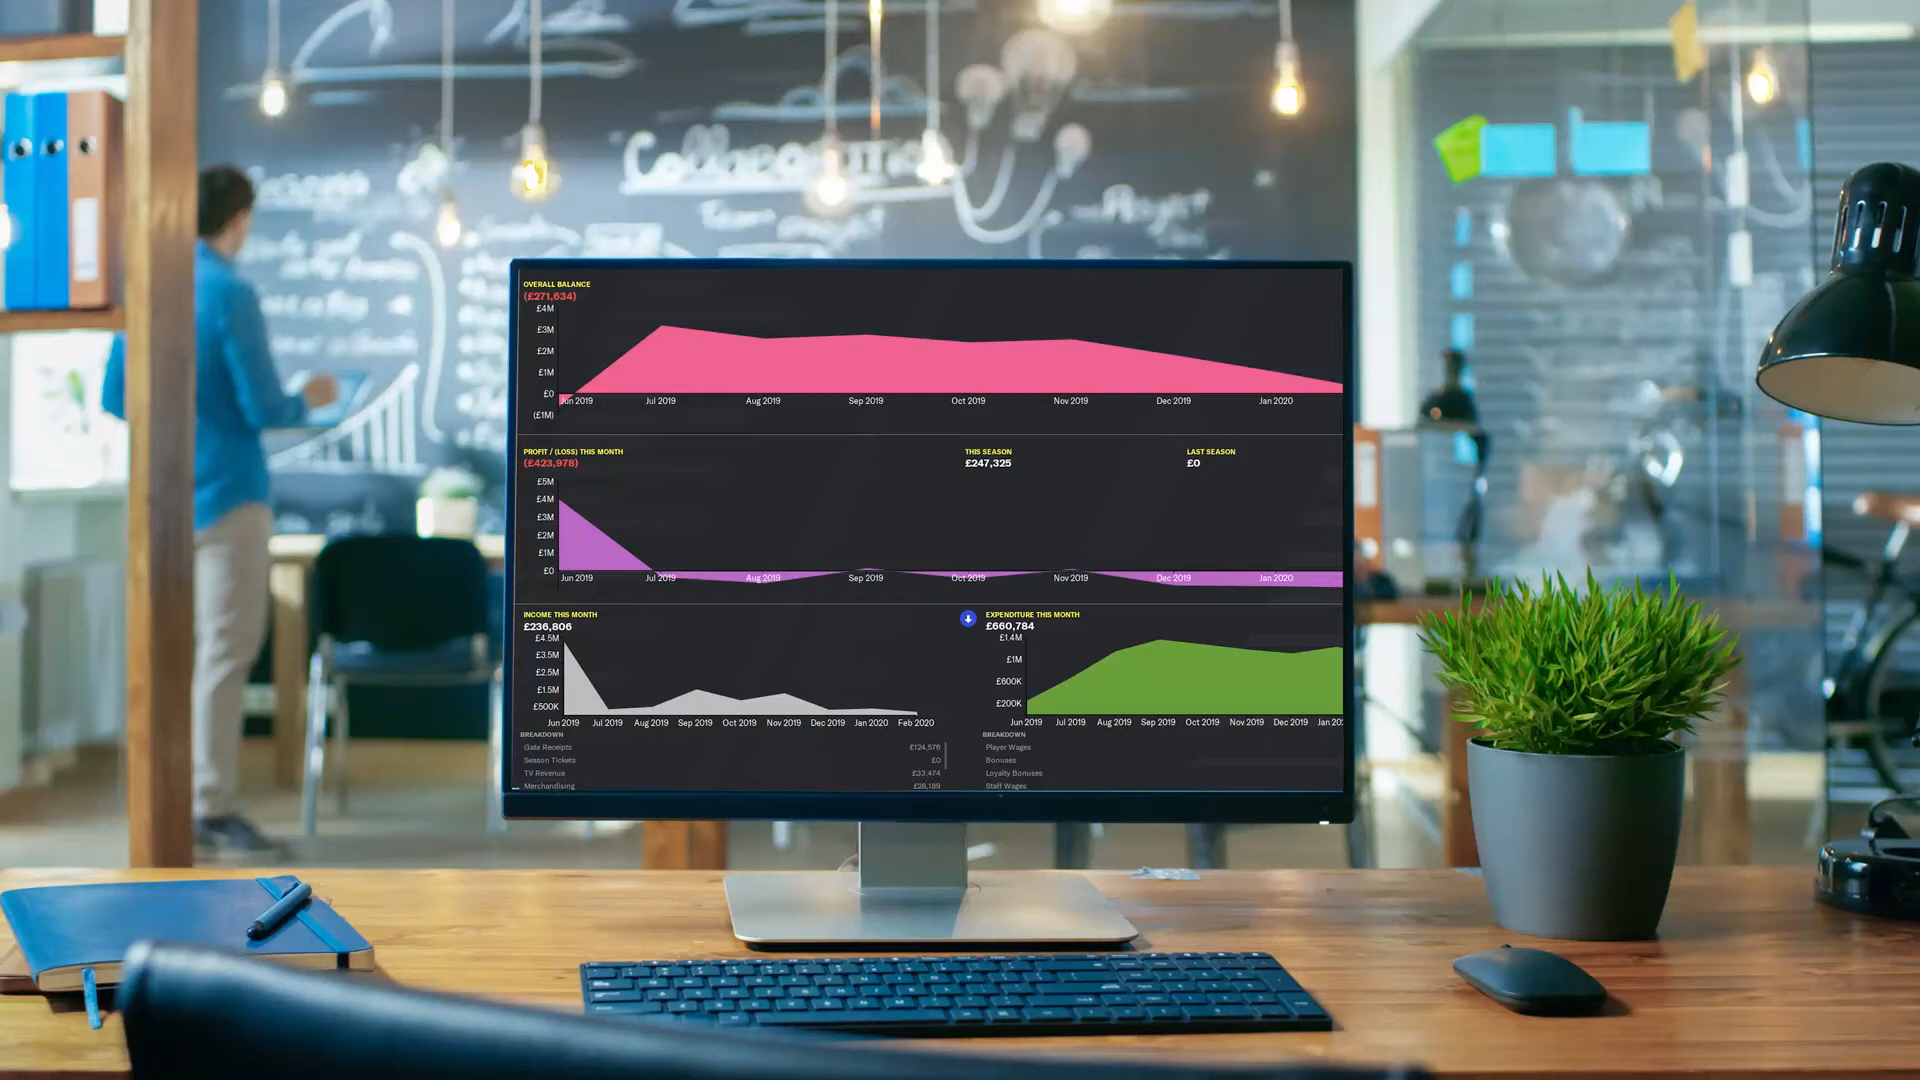 Collaboration
Team
Project
OVERALL BALANCE
(£271,634)
£4M
£3M
£2M
£1M
£0
(£1M)
Jun 2019 Jul 2019 Aug 2019 Sep 2019 Oct 2019 Nov 2019 Dec 2019 Jan 2020
PROFIT / (LOSS) THIS MONTH THIS SEASON LAST SEASON
(£423,978) £247,325 £0
£5M
£4M
£3M
£2M
£1M
£0
Jun 2019 Jul 2019 Aug 2019 Sep 2019 Oct 2019 Nov 2019 Dec 2019 Jan 2020
INCOME THIS MONTH
£236,806
£4.5M
£3.5M
£2.5M
£1.5M
£500K
Jun 2019 Jul 2019 Aug 2019 Sep 2019 Oct 2019 Nov 2019 Dec 2019 Jan 2020 Feb 2020
BREAKDOWN
Gate Receipts £124,576
Season Tickets £0
TV Revenue £33,474
Merchandising £28,189
EXPENDITURE THIS MONTH
£660,784
£1.4M
£1M
£600K
£200K
Jun 2019 Jul 2019 Aug 2019 Sep 2019 Oct 2019 Nov 2019 Dec 2019 Jan 202
BREAKDOWN
Player Wages
Bonuses
Loyalty Bonuses
Staff Wages